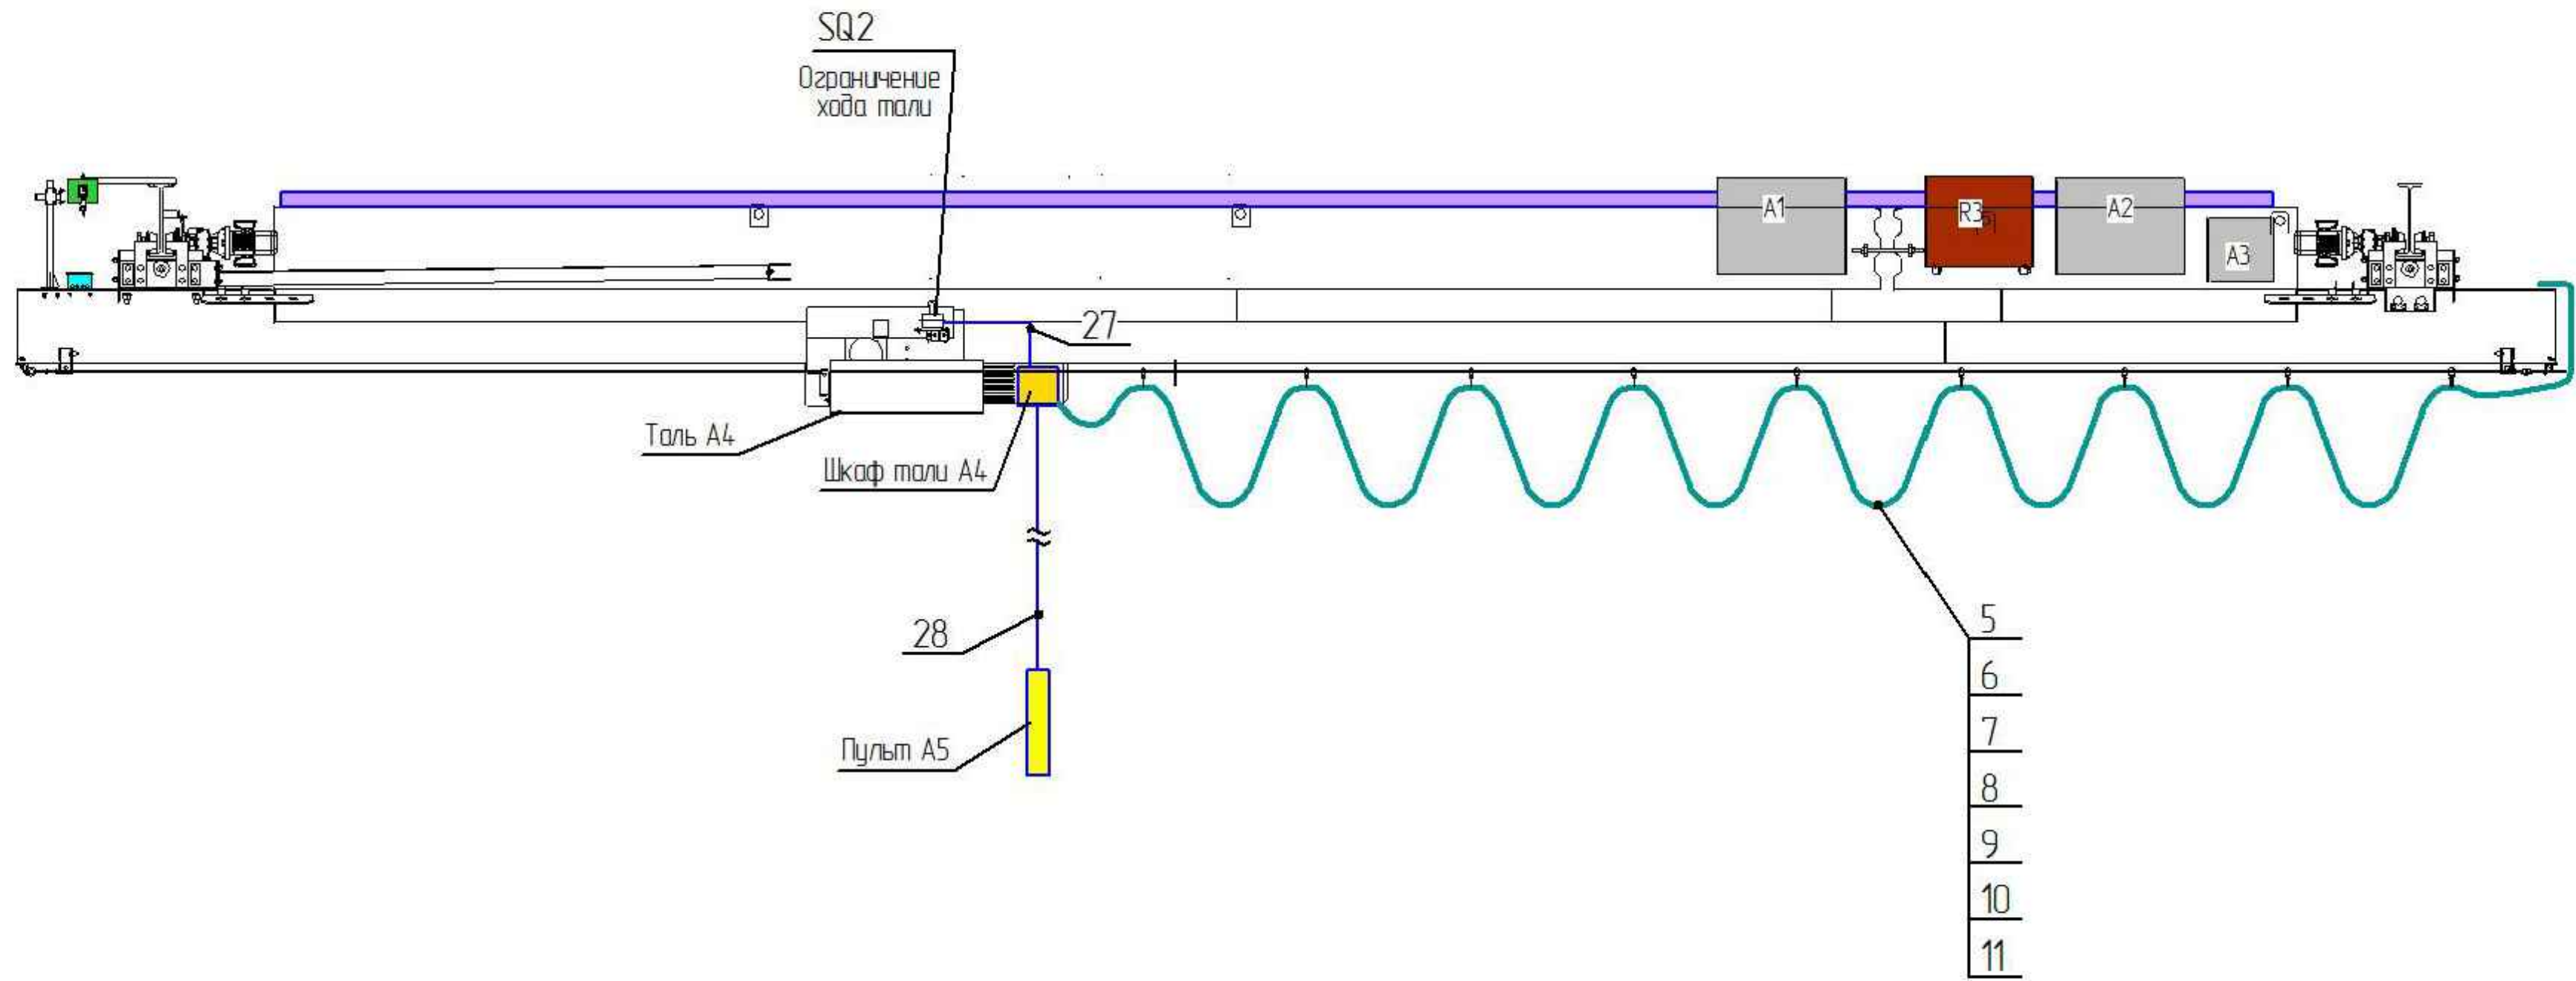 SQ2
Ограничение
хода тали
A1
R3
A2
A3
27
Таль А4
Шкаф тали А4
28
Пульт А5
5
6
7
8
9
10
11